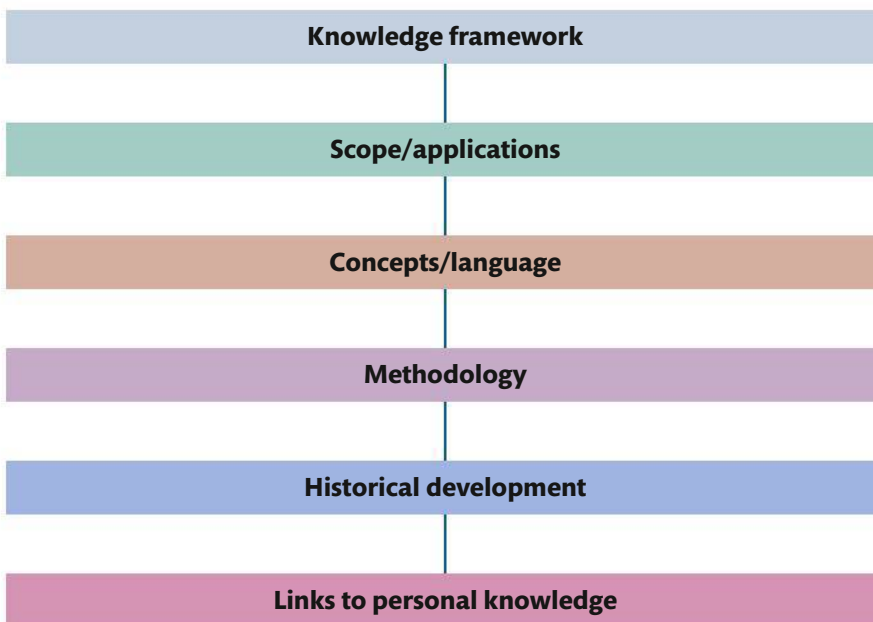 Knowledge framework
Scope/applications
Concepts/language
Methodology
Historical development
Links to personal knowledge